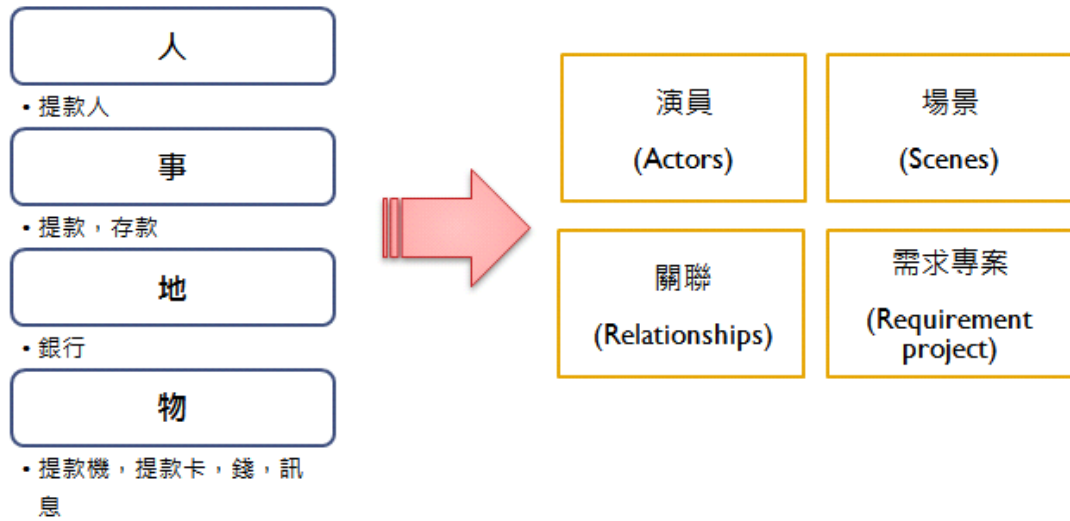 人
• 提款人
事
• 提款，存款
地
• 銀行
物
• 提款機，提款卡，錢，訊
息
演員
(Actors)
場景
(Scenes)
關聯
(Relationships)
需求專案
(Requirement
project)